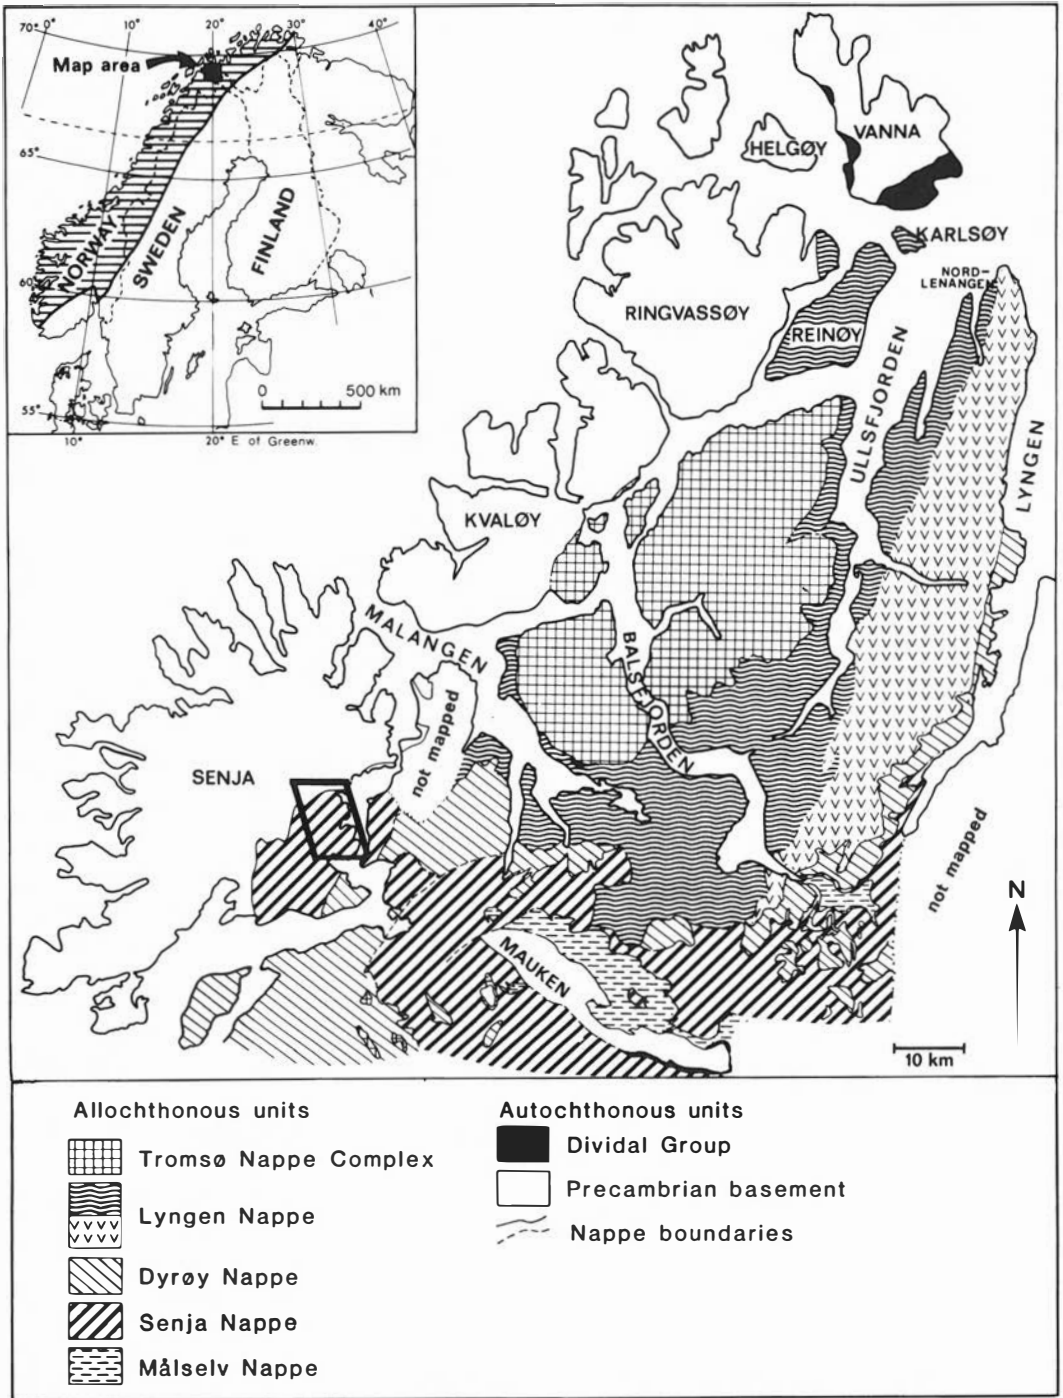 70° 0° 10° 20° 30° 40°
Map area
65°
60°
55°
NORWAY
SWEDEN
FINLAND
0 500 km
10° 20° E of Greenw.
VANNA
HELGØY
KARLSØY
NORD-
LENANGEN
RINGVASSØY
REINØY
ULLSFJORDEN
LYNGEN
KVALØY
MALANGEN
BALSFJORDEN
not mapped
SENJA
not mapped
MAUKEN
N
10 km
Allochthonous units
Tromsø Nappe Complex
Lyngen Nappe
Dyrøy Nappe
Senja Nappe
Målselv Nappe
Autochthonous units
Dividal Group
Precambrian basement
Nappe boundaries